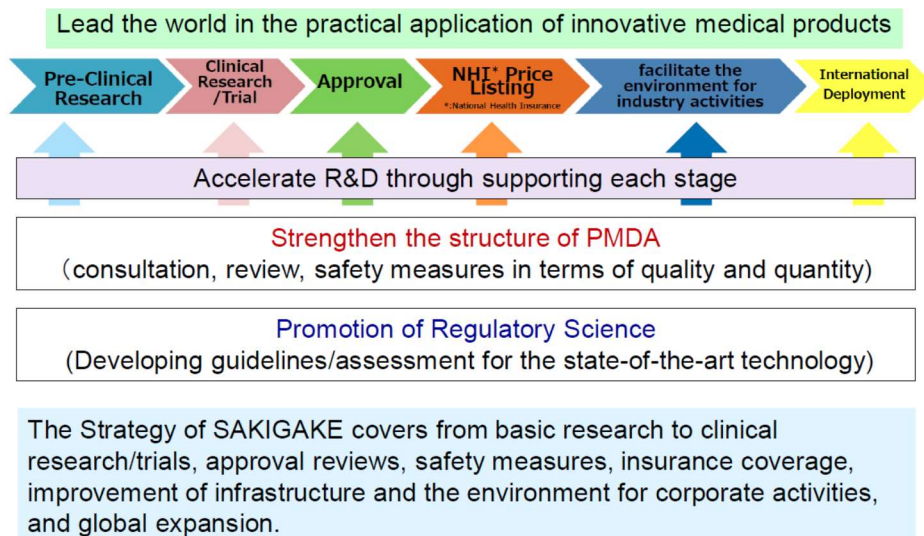 Lead the world in the practical application of innovative medical products
Pre-Clinical
Research
Clinical
Research
/Trial
Approval
NHI* Price
Listing
*:National Health Insurance
facilitate the
environment for
industry activities
International
Deployment
Accelerate R&D through supporting each stage
Strengthen the structure of PMDA
(consultation, review, safety measures in terms of quality and quantity)
Promotion of Regulatory Science
(Developing guidelines/assessment for the state-of-the-art technology)
The Strategy of SAKIGAKE covers from basic research to clinical
research/trials, approval reviews, safety measures, insurance coverage,
improvement of infrastructure and the environment for corporate activities,
and global expansion.